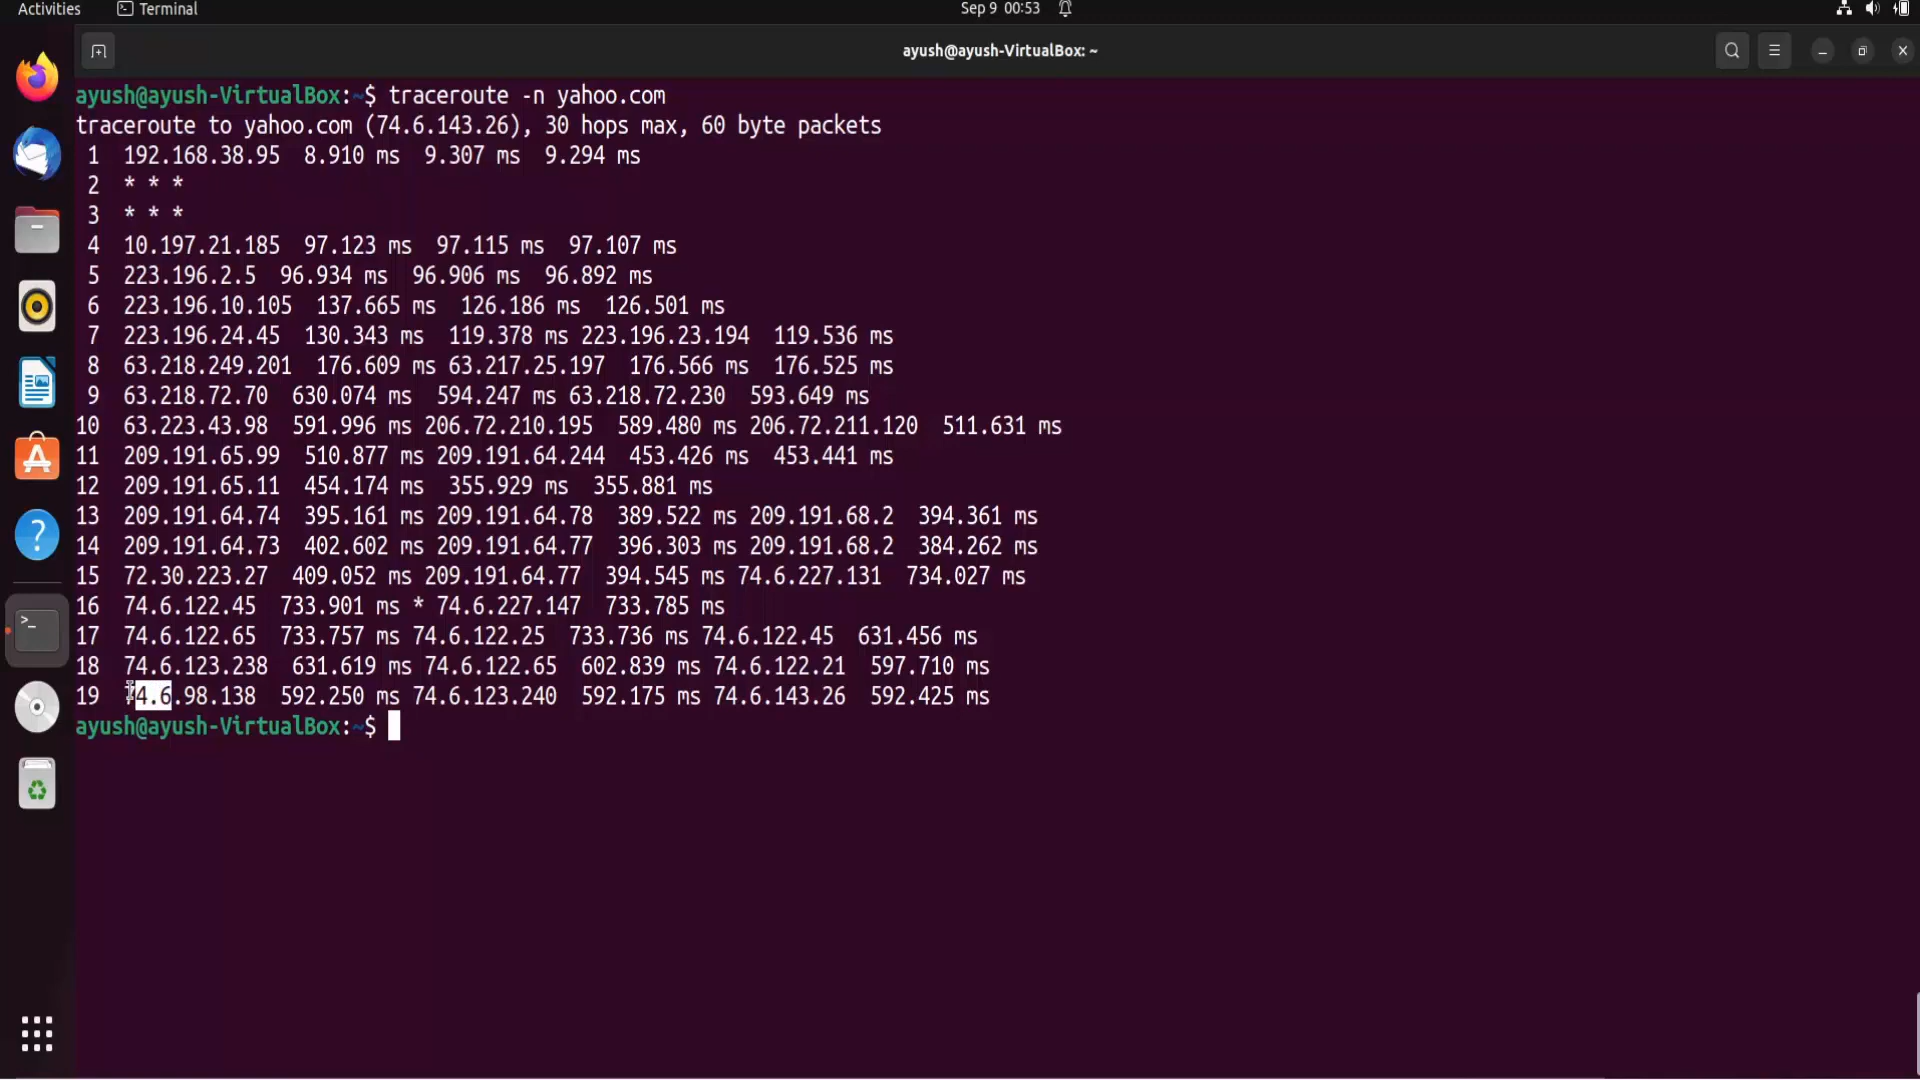 Activities Terminal Sep 9 00:53
ayush@ayush-VirtualBox: ~
ayush@ayush-VirtualBox:~$ traceroute -n yahoo.com
traceroute to yahoo.com (74.6.143.26), 30 hops max, 60 byte packets
1 192.168.38.95 8.910 ms 9.307 ms 9.294 ms
2 * * *
3 * * *
4 10.197.21.185 97.123 ms 97.115 ms 97.107 ms
5 223.196.2.5 96.934 ms 96.906 ms 96.892 ms
6 223.196.10.105 137.665 ms 126.186 ms 126.501 ms
7 223.196.24.45 130.343 ms 119.378 ms 223.196.23.194 119.536 ms
8 63.218.249.201 176.609 ms 63.217.25.197 176.566 ms 176.525 ms
9 63.218.72.70 630.074 ms 594.247 ms 63.218.72.230 593.649 ms
10 63.223.43.98 591.996 ms 206.72.210.195 589.480 ms 206.72.211.120 511.631 ms
11 209.191.65.99 510.877 ms 209.191.64.244 453.426 ms 453.441 ms
12 209.191.65.11 454.174 ms 355.929 ms 355.881 ms
13 209.191.64.74 395.161 ms 209.191.64.78 389.522 ms 209.191.68.2 394.361 ms
14 209.191.64.73 402.602 ms 209.191.64.77 396.303 ms 209.191.68.2 384.262 ms
15 72.30.223.27 409.052 ms 209.191.64.77 394.545 ms 74.6.227.131 734.027 ms
16 74.6.122.45 733.901 ms * 74.6.227.147 733.785 ms
17 74.6.122.65 733.757 ms 74.6.122.25 733.736 ms 74.6.122.45 631.456 ms
18 74.6.123.238 631.619 ms 74.6.122.65 602.839 ms 74.6.122.21 597.710 ms
19 74.6.98.138 592.250 ms 74.6.123.240 592.175 ms 74.6.143.26 592.425 ms
ayush@ayush-VirtualBox:~$